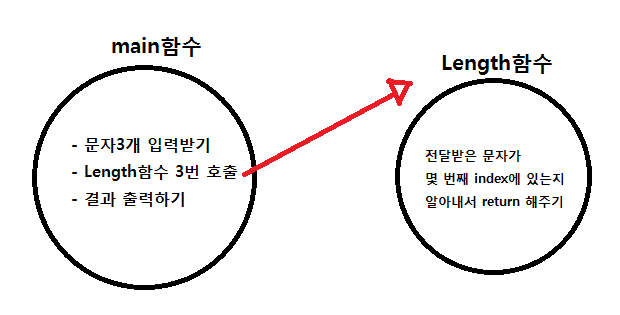 main함수
- 문자3개 입력받기
- Length함수 3번 호출
- 결과 출력하기
Length함수
전달받은 문자가
몇 번째 index에 있는지
알아내서 return 해주기